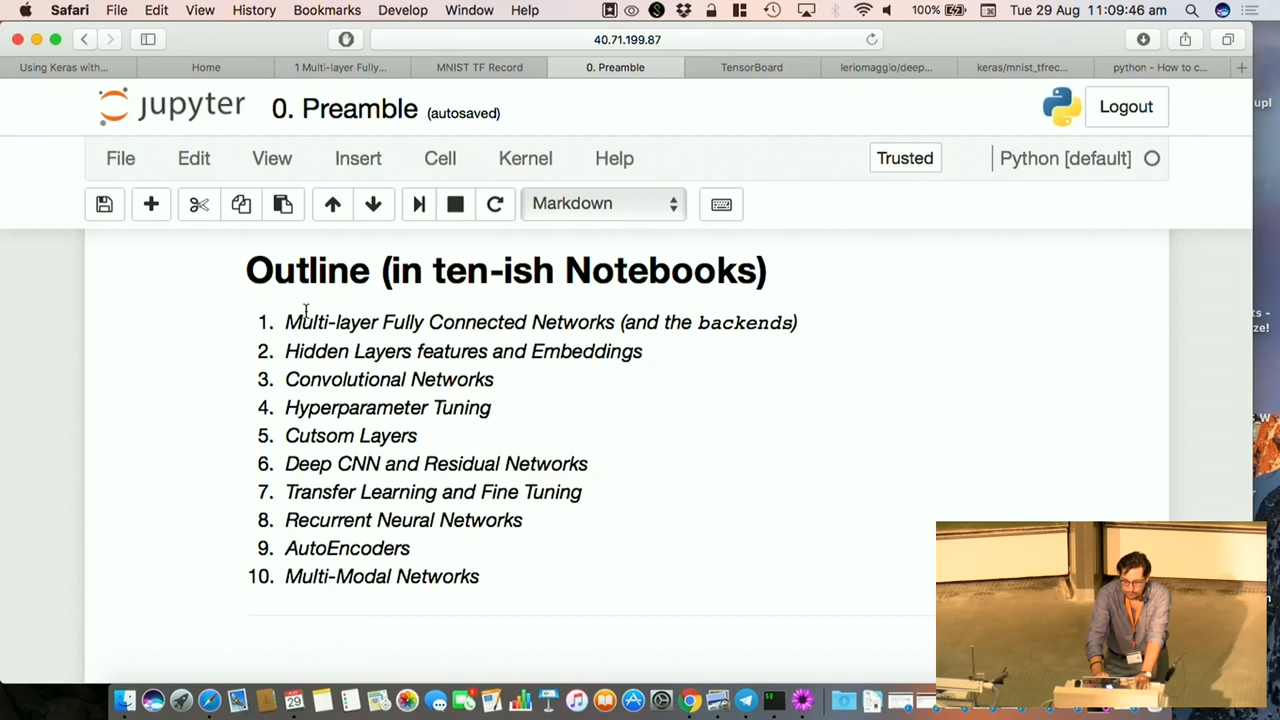 Safari File Edit View History Bookmarks Develop Window Help 100% Tue 29 Aug 11:09:46 am
40.71.199.87
Using Keras with... Home 1 Multi-layer Fully... MNIST TF Record 0. Preamble TensorBoard leriomaggio/deep... keras/mnist_tfrec... python - How to c...
jupyter 0. Preamble (autosaved) Logout
File Edit View Insert Cell Kernel Help Trusted Python [default]
Markdown
Outline (in ten-ish Notebooks)
1. Multi-layer Fully Connected Networks (and the backends)
2. Hidden Layers features and Embeddings
3. Convolutional Networks
4. Hyperparameter Tuning
5. Cutsom Layers
6. Deep CNN and Residual Networks
7. Transfer Learning and Fine Tuning
8. Recurrent Neural Networks
9. AutoEncoders
10. Multi-Modal Networks